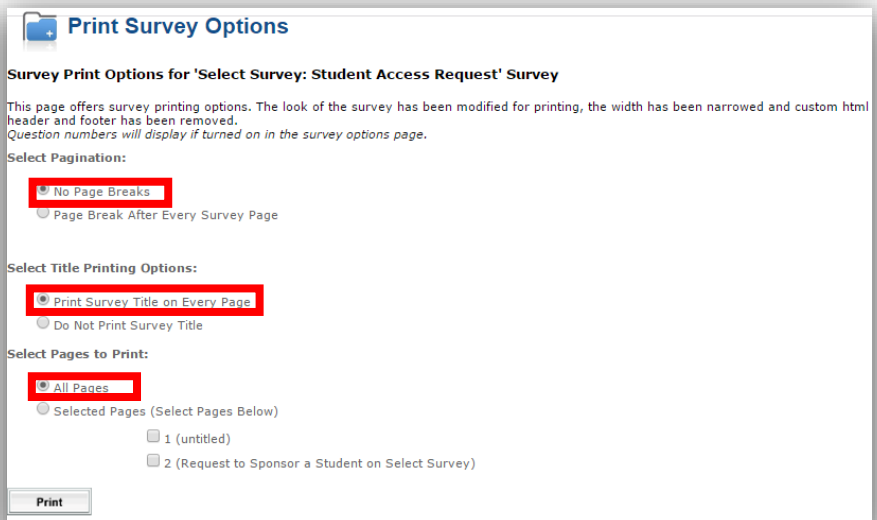 Print Survey Options
Survey Print Options for 'Select Survey: Student Access Request' Survey
This page offers survey printing options. The look of the survey has been modified for printing, the width has been narrowed and custom html
header and footer has been removed.
Question numbers will display if turned on in the survey options page.
Select Pagination:
No Page Breaks
Page Break After Every Survey Page
Select Title Printing Options:
Print Survey Title on Every Page
Do Not Print Survey Title
Select Pages to Print:
All Pages
Selected Pages (Select Pages Below)
1 (untitled)
2 (Request to Sponsor a Student on Select Survey)
Print